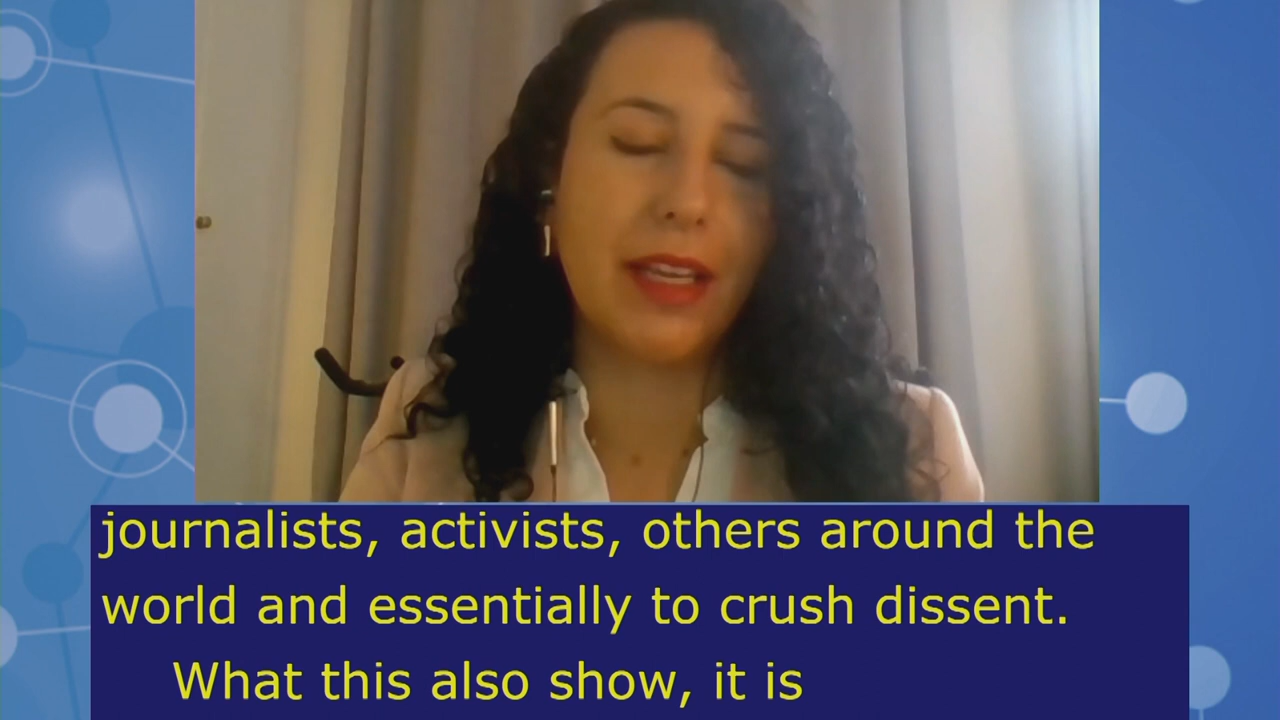 journalists, activists, others around the
world and essentially to crush dissent.
What this also show, it is